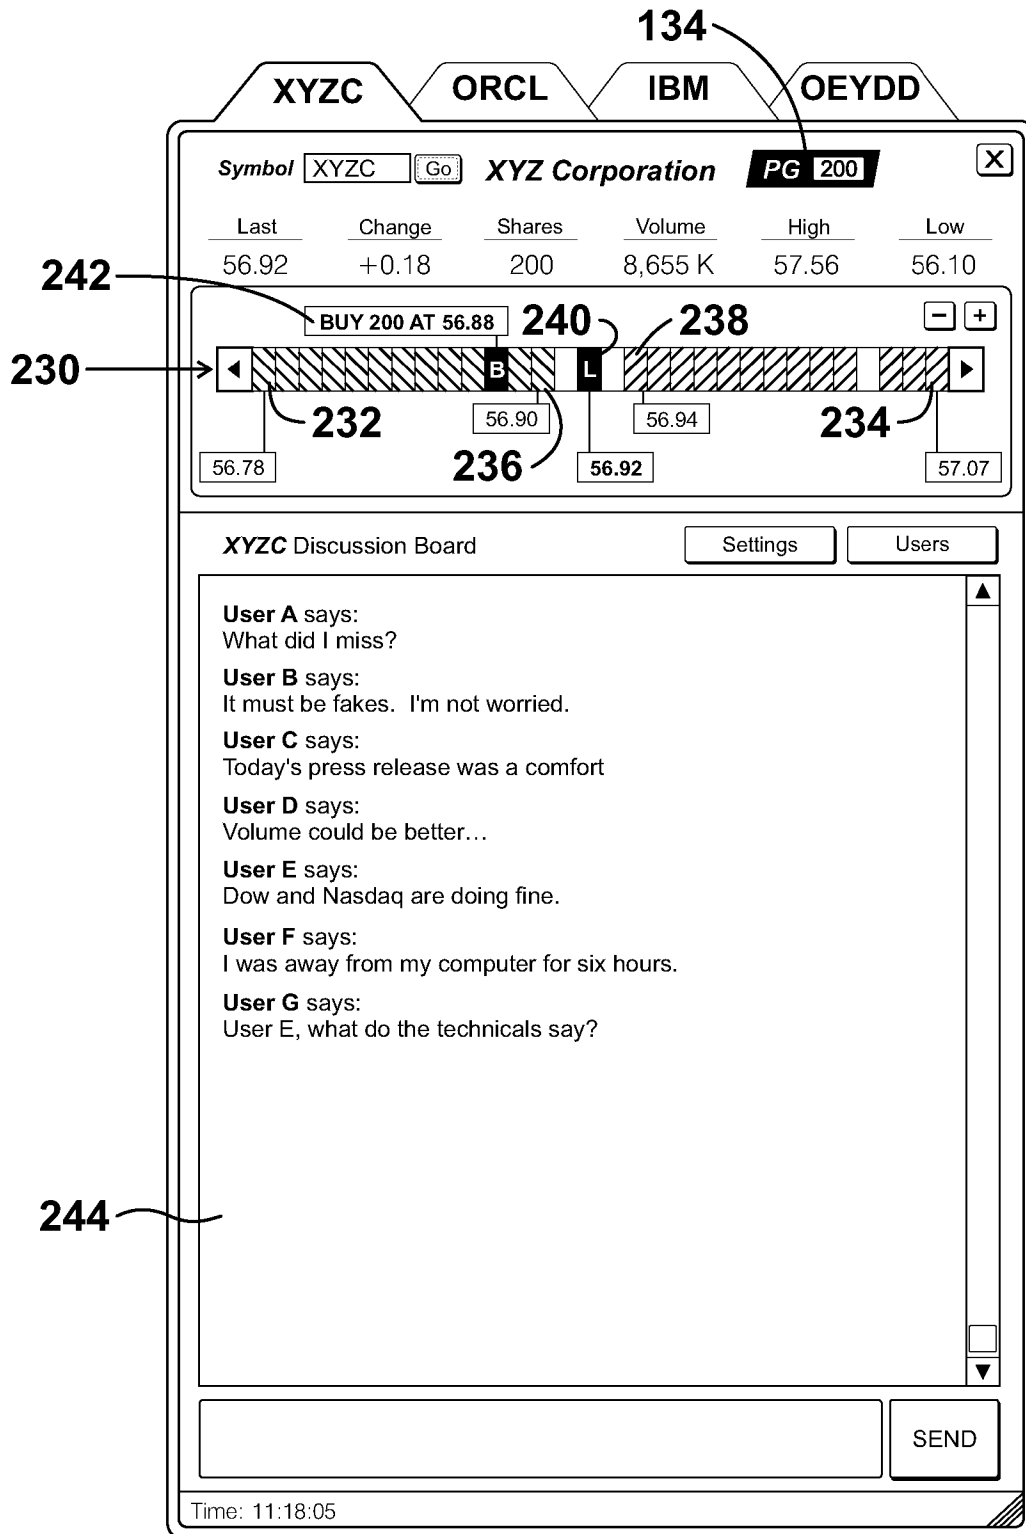 134
XYZC ORCL IBM OEYDD
Symbol XYZC Go XYZ Corporation PG 200 X
Last Change Shares Volume High Low
56.92 +0.18 200 8,655 K 57.56 56.10
242
BUY 200 AT 56.88 240 238 − +
230 B L
232 56.90 56.94 234
56.78 236 56.92 57.07
XYZC Discussion Board Settings Users
User A says:
What did I miss?
User B says:
It must be fakes.  I'm not worried.
User C says:
Today's press release was a comfort
User D says:
Volume could be better…
User E says:
Dow and Nasdaq are doing fine.
User F says:
I was away from my computer for six hours.
User G says:
User E, what do the technicals say?
244
SEND
Time: 11:18:05